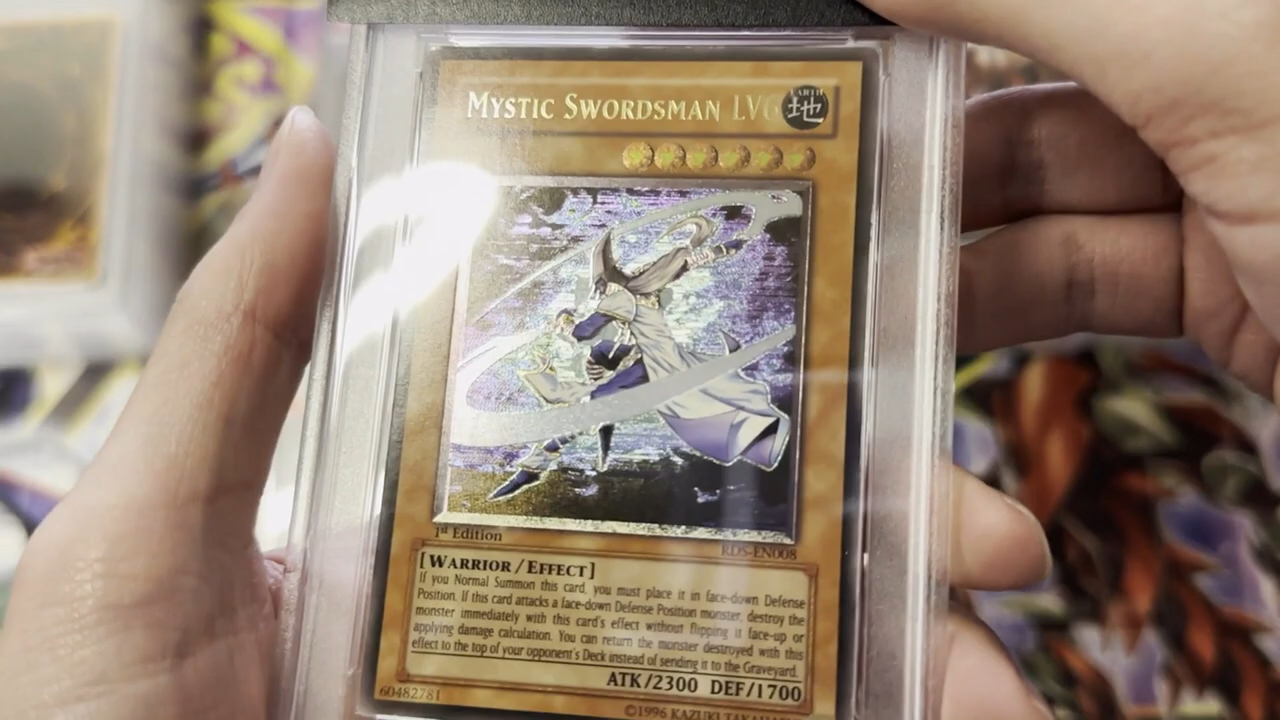 MYSTIC SWORDSMAN LV6
EARTH
地
1st Edition
RDS-EN008
[WARRIOR/EFFECT]
If you Normal Summon this card, you must place it in face-down Defense
Position. If this card attacks a face-down Defense Position monster, destroy the
monster immediately with this card's effect without flipping it face-up or
applying damage calculation. You can return the monster destroyed with this
effect to the top of your opponent's Deck instead of sending it to the Graveyard.
ATK/2300 DEF/1700
60482781
©1996 KAZUKI